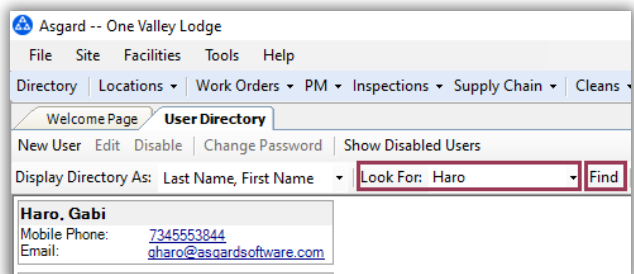 Asgard -- One Valley Lodge
File Site Facilities Tools Help
Directory Locations Work Orders PM Inspections Supply Chain Cleans
Welcome Page User Directory
New User Edit Disable Change Password Show Disabled Users
Display Directory As: Last Name, First Name Look For: Haro Find
Haro, Gabi
Mobile Phone: 7345553844
Email: gharo@asgardsoftware.com